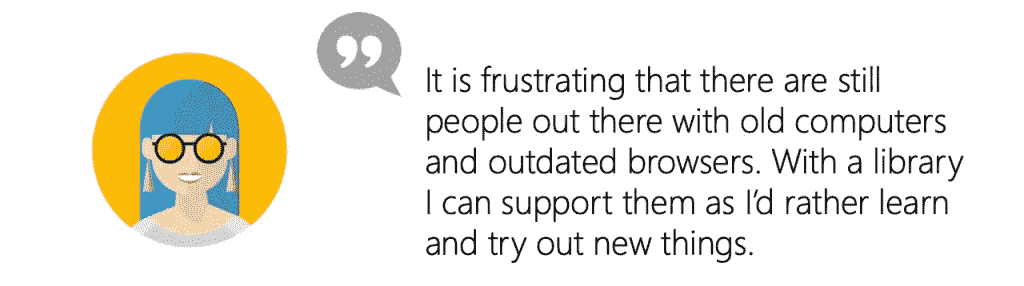 It is frustrating that there are still
people out there with old computers
and outdated browsers. With a library
I can support them as I’d rather learn
and try out new things.